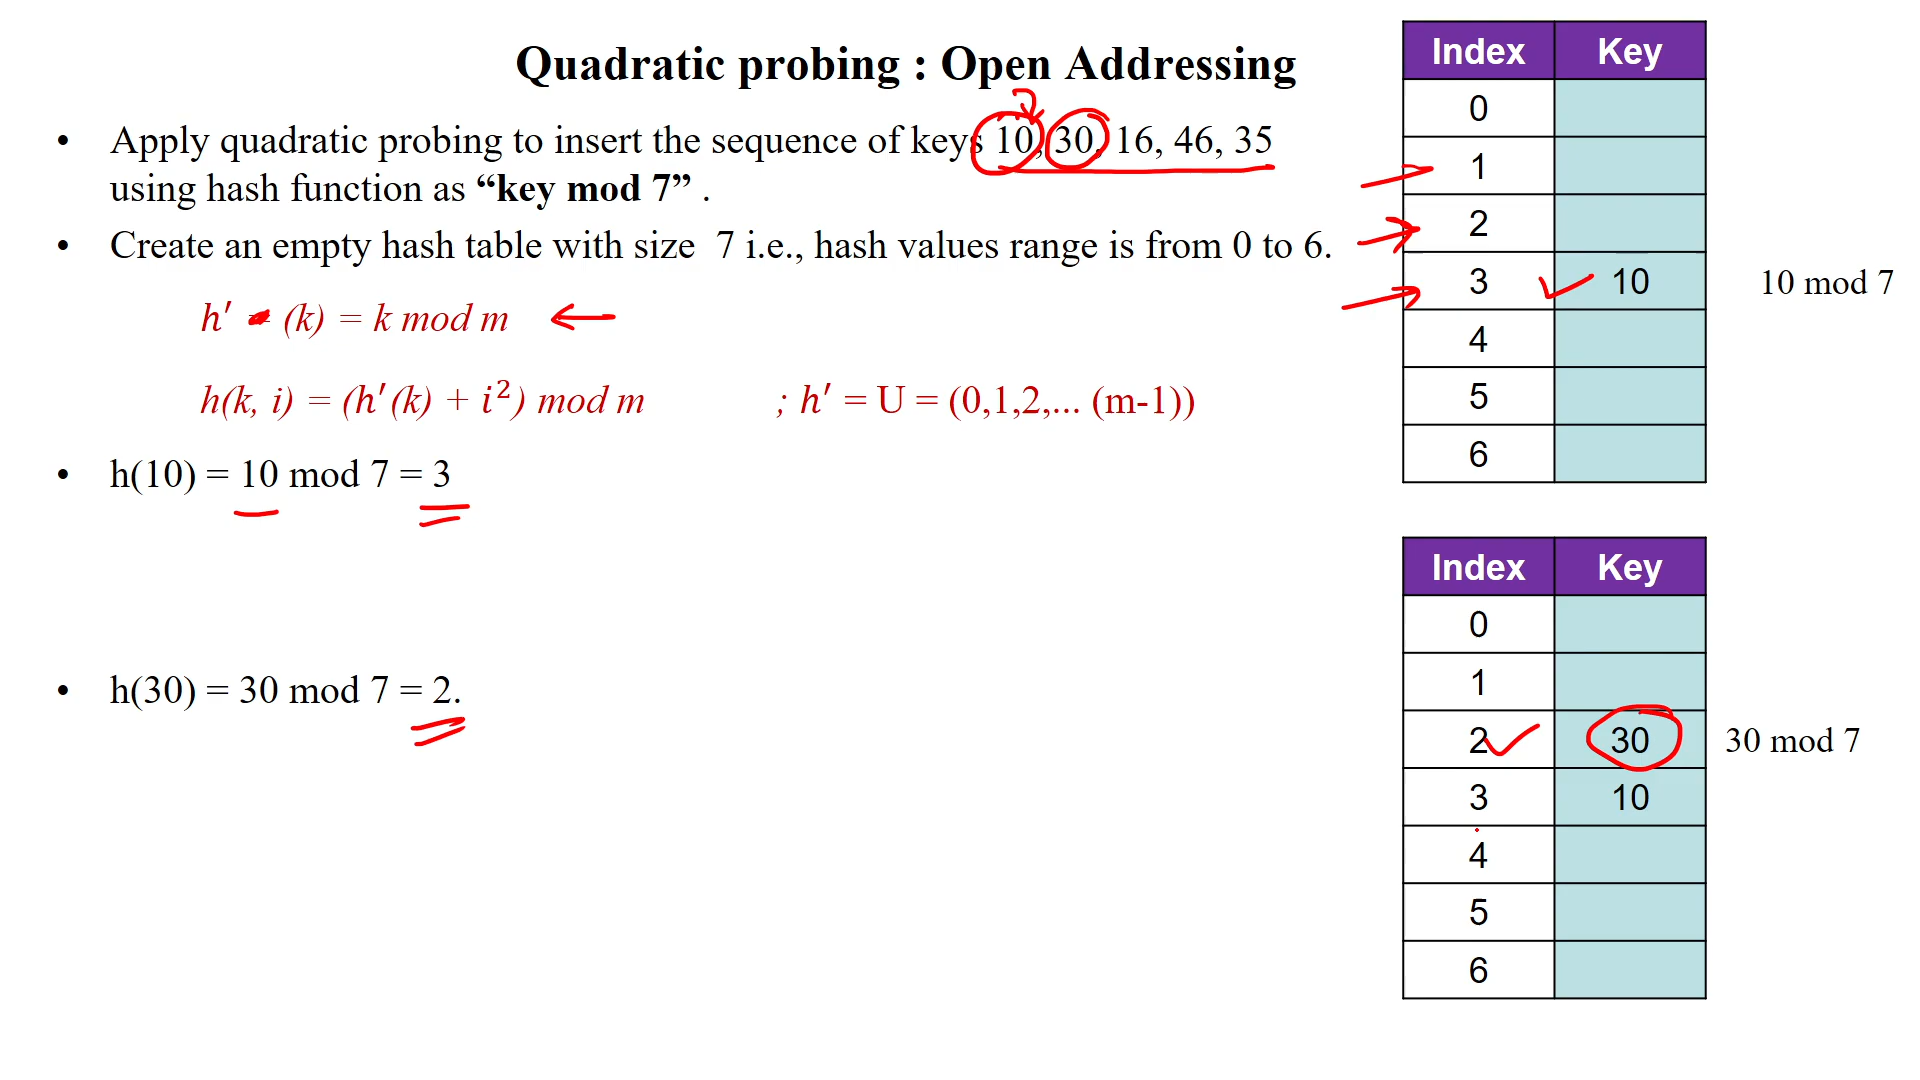 Quadratic probing : Open Addressing
• Apply quadratic probing to insert the sequence of keys 10, 30, 16, 46, 35
using hash function as “key mod 7” .
• Create an empty hash table with size 7 i.e., hash values range is from 0 to 6.
h′ = (k) = k mod m
h(k, i) = (h′(k) + i²) mod m ; h′ = U = (0,1,2,... (m-1))
• h(10) = 10 mod 7 = 3
• h(30) = 30 mod 7 = 2.
Index Key
0
1
2
3 10 10 mod 7
4
5
6
Index Key
0
1
2 30 30 mod 7
3 10
4
5
6